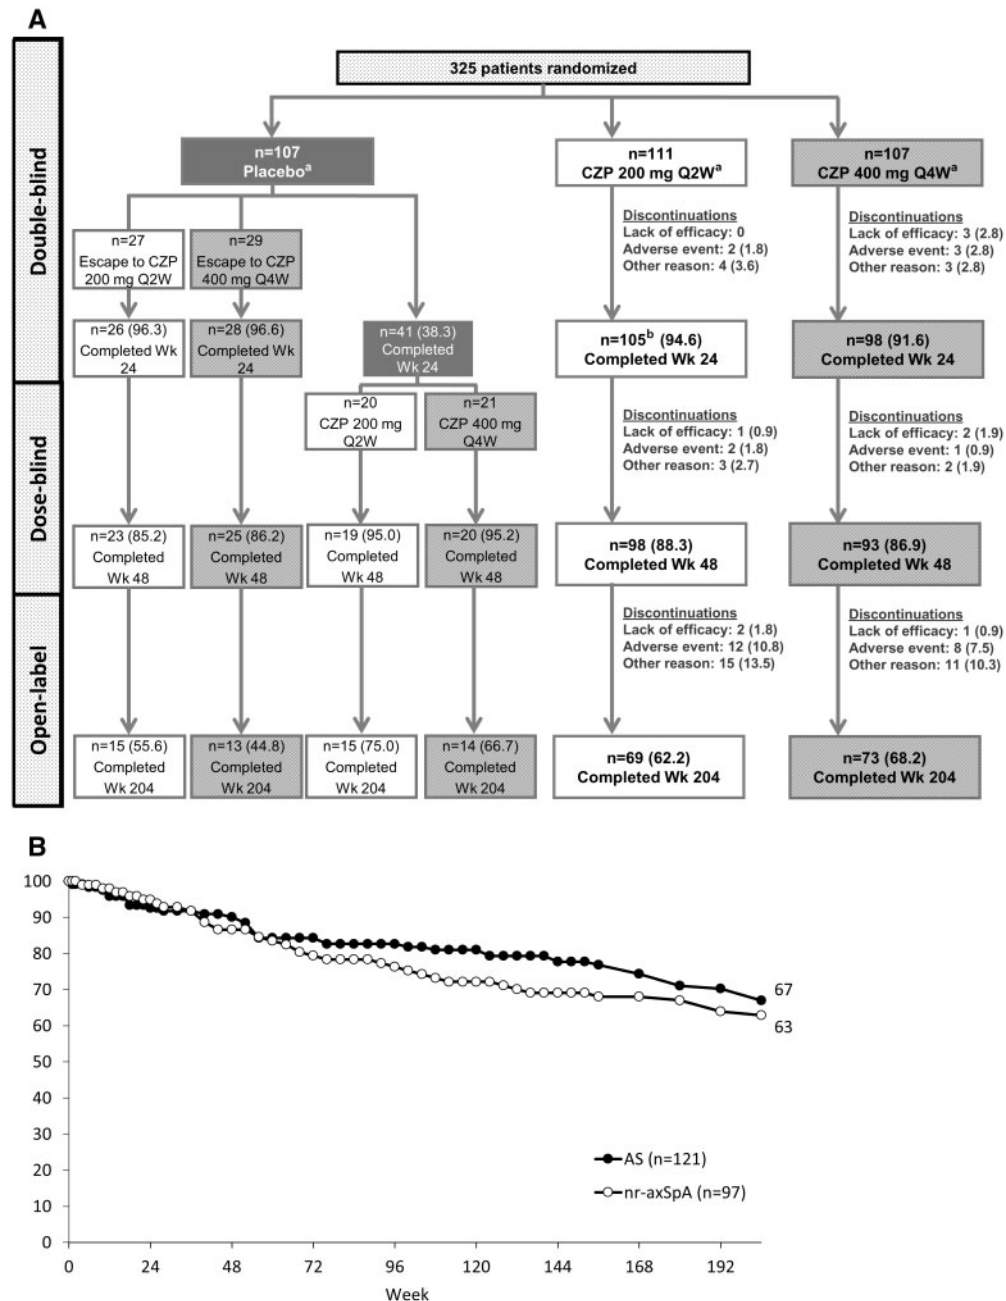 A
Double-blind
Dose-blind
Open-label
325 patients randomized
n=107
Placeboᵃ
n=111
CZP 200 mg Q2Wᵃ
n=107
CZP 400 mg Q4Wᵃ
Discontinuations
Lack of efficacy: 0
Adverse event: 2 (1.8)
Other reason: 4 (3.6)
Discontinuations
Lack of efficacy: 3 (2.8)
Adverse event: 3 (2.8)
Other reason: 3 (2.8)
n=27
Escape to CZP
200 mg Q2W
n=29
Escape to CZP
400 mg Q4W
n=26 (96.3)
Completed Wk
24
n=28 (96.6)
Completed Wk
24
n=41 (38.3)
Completed
Wk 24
n=105ᵇ (94.6)
Completed Wk 24
n=98 (91.6)
Completed Wk 24
n=20
CZP 200 mg
Q2W
n=21
CZP 400 mg
Q4W
Discontinuations
Lack of efficacy: 1 (0.9)
Adverse event: 2 (1.8)
Other reason: 3 (2.7)
Discontinuations
Lack of efficacy: 2 (1.9)
Adverse event: 1 (0.9)
Other reason: 2 (1.9)
n=23 (85.2)
Completed
Wk 48
n=25 (86.2)
Completed
Wk 48
n=19 (95.0)
Completed
Wk 48
n=20 (95.2)
Completed
Wk 48
n=98 (88.3)
Completed Wk 48
n=93 (86.9)
Completed Wk 48
Discontinuations
Lack of efficacy: 2 (1.8)
Adverse event: 12 (10.8)
Other reason: 15 (13.5)
Discontinuations
Lack of efficacy: 1 (0.9)
Adverse event: 8 (7.5)
Other reason: 11 (10.3)
n=15 (55.6)
Completed
Wk 204
n=13 (44.8)
Completed
Wk 204
n=15 (75.0)
Completed
Wk 204
n=14 (66.7)
Completed
Wk 204
n=69 (62.2)
Completed Wk 204
n=73 (68.2)
Completed Wk 204
B
100
90
80
70
60
50
40
30
20
10
0
67
63
AS (n=121)
nr-axSpA (n=97)
0 24 48 72 96 120 144 168 192
Week